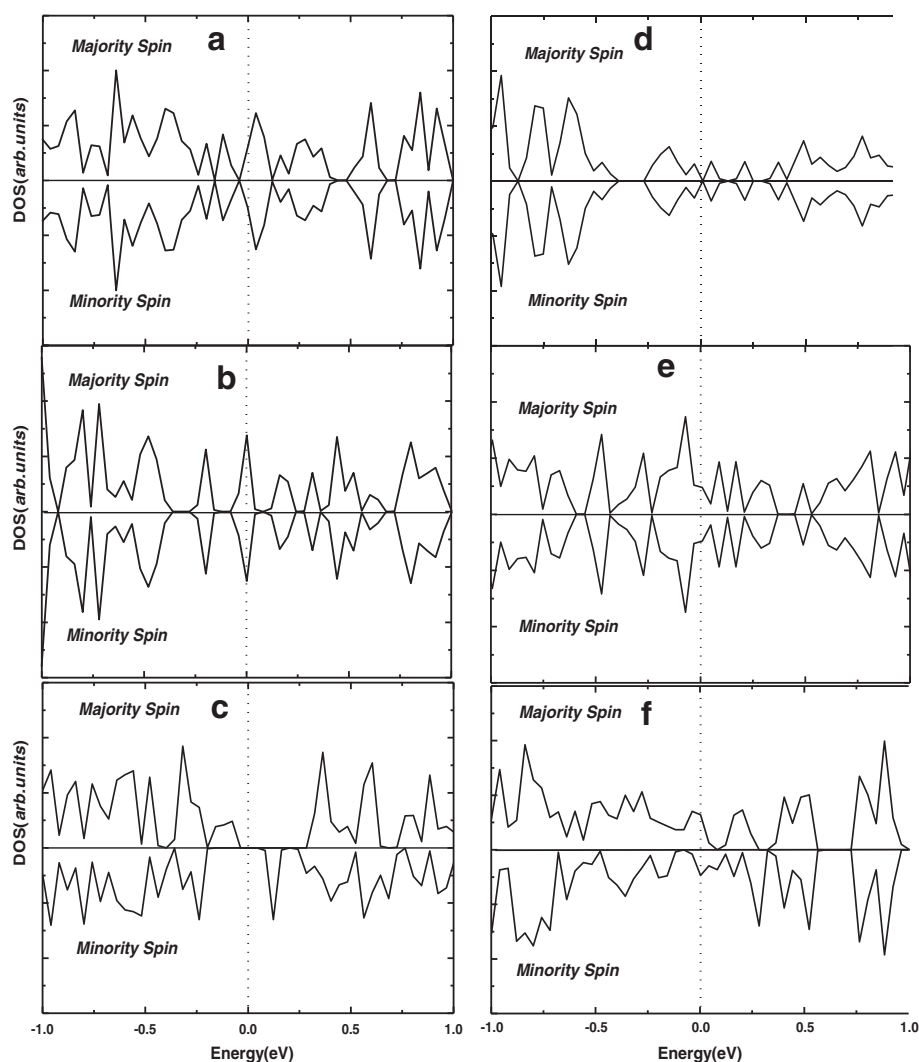 a
Majority Spin
DOS(arb.units)
Minority Spin
d
Majority Spin
Minority Spin
b
Majority Spin
DOS(arb.units)
Minority Spin
e
Majority Spin
Minority Spin
c
Majority Spin
DOS(arb.units)
Minority Spin
-1.0 -0.5 0.0 0.5 1.0
Energy(eV)
f
Majority Spin
Minority Spin
-1.0 -0.5 0.0 0.5 1.0
Energy(eV)